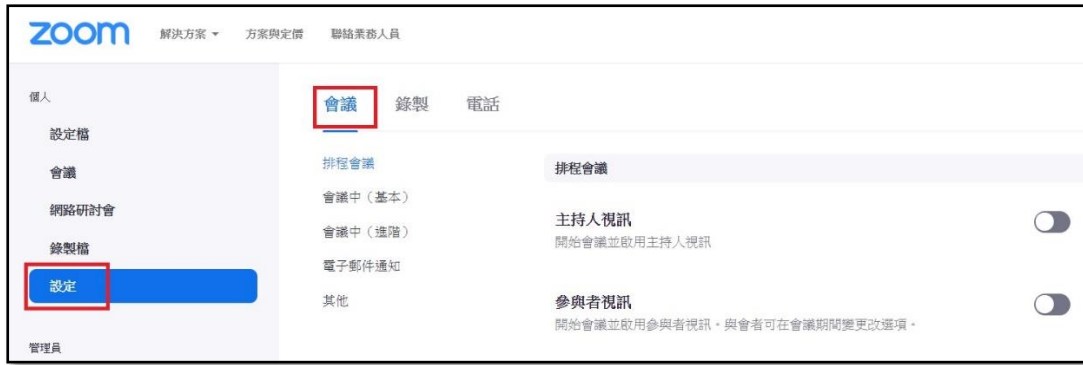 zoom 解決方案 方案與定價 聯絡業務人員
個人
設定檔
會議
網路研討會
錄製檔
設定
管理員
會議 錄製 電話
排程會議
會議中（基本）
會議中（進階）
電子郵件通知
其他
排程會議
主持人視訊
開始會議並啟用主持人視訊
參與者視訊
開始會議並啟用參與者視訊。與會者可在會議期間變更改選項。